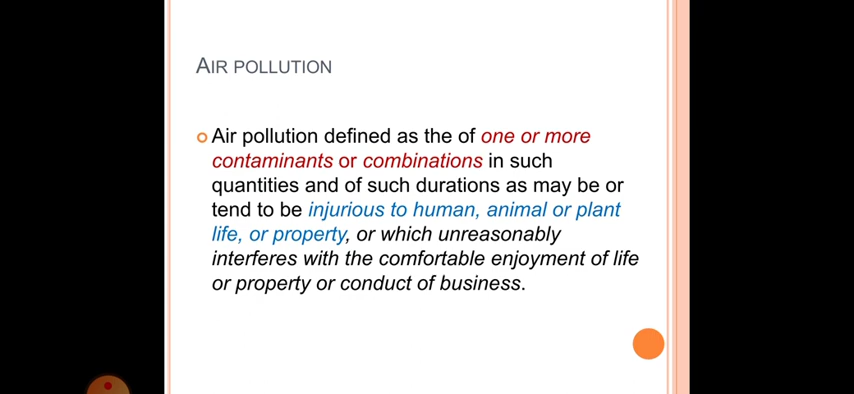 AIR POLLUTION
Air pollution defined as the of one or more
contaminants or combinations in such
quantities and of such durations as may be or
tend to be injurious to human, animal or plant
life, or property, or which unreasonably
interferes with the comfortable enjoyment of life
or property or conduct of business.